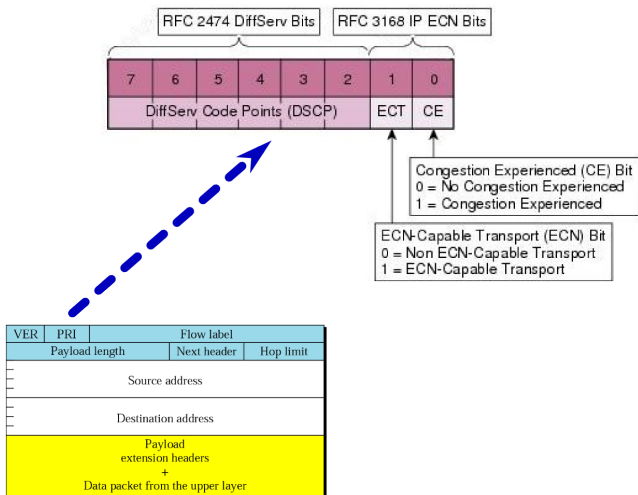 RFC 2474 DiffServ Bits RFC 3168 IP ECN Bits
7 6 5 4 3 2 1 0
DiffServ Code Points (DSCP) ECT CE
Congestion Experienced (CE) Bit
0 = No Congestion Experienced
1 = Congestion Experienced
ECN-Capable Transport (ECN) Bit
0 = Non ECN-Capable Transport
1 = ECN-Capable Transport
VER PRI Flow label
Payload length Next header Hop limit
Source address
Destination address
Payload
extension headers
+
Data packet from the upper layer